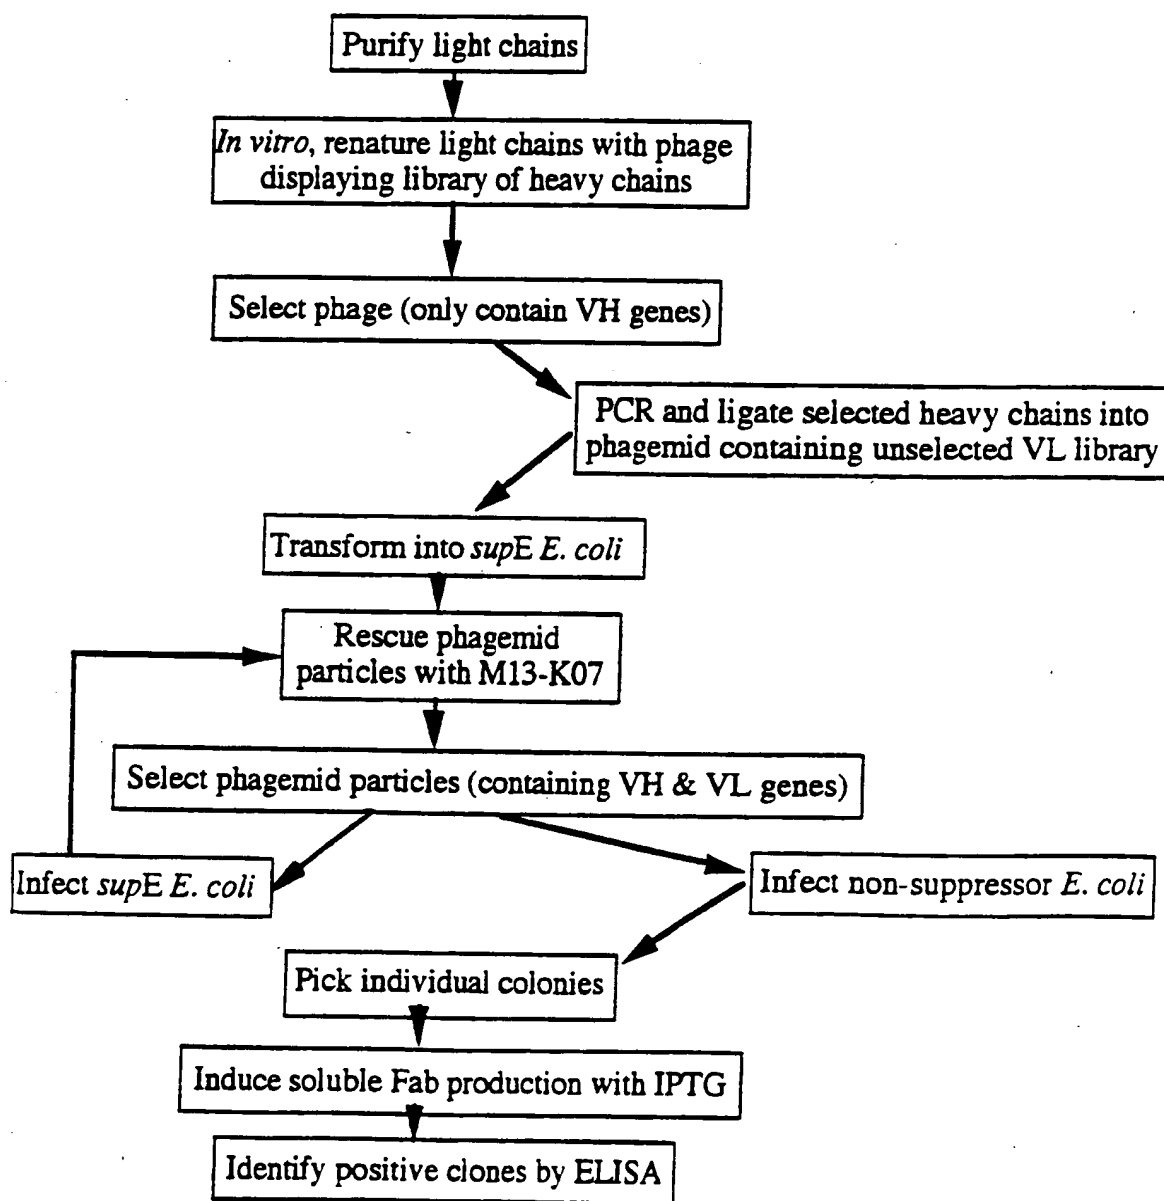 Purify light chains
In vitro, renature light chains with phage
displaying library of heavy chains
Select phage (only contain VH genes)
PCR and ligate selected heavy chains into
phagemid containing unselected VL library
Transform into supE E. coli
Rescue phagemid
particles with M13-K07
Select phagemid particles (containing VH & VL genes)
Infect supE E. coli
Infect non-suppressor E. coli
Pick individual colonies
Induce soluble Fab production with IPTG
Identify positive clones by ELISA